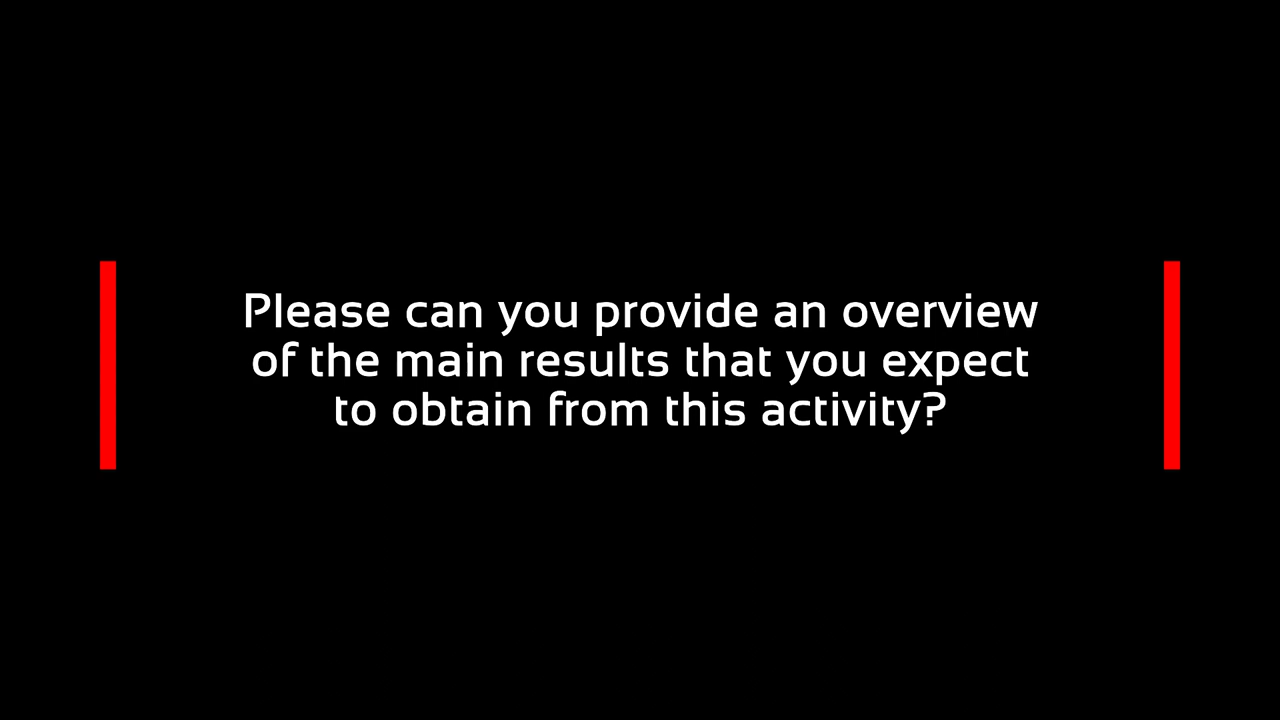 Please can you provide an overview
of the main results that you expect
to obtain from this activity?